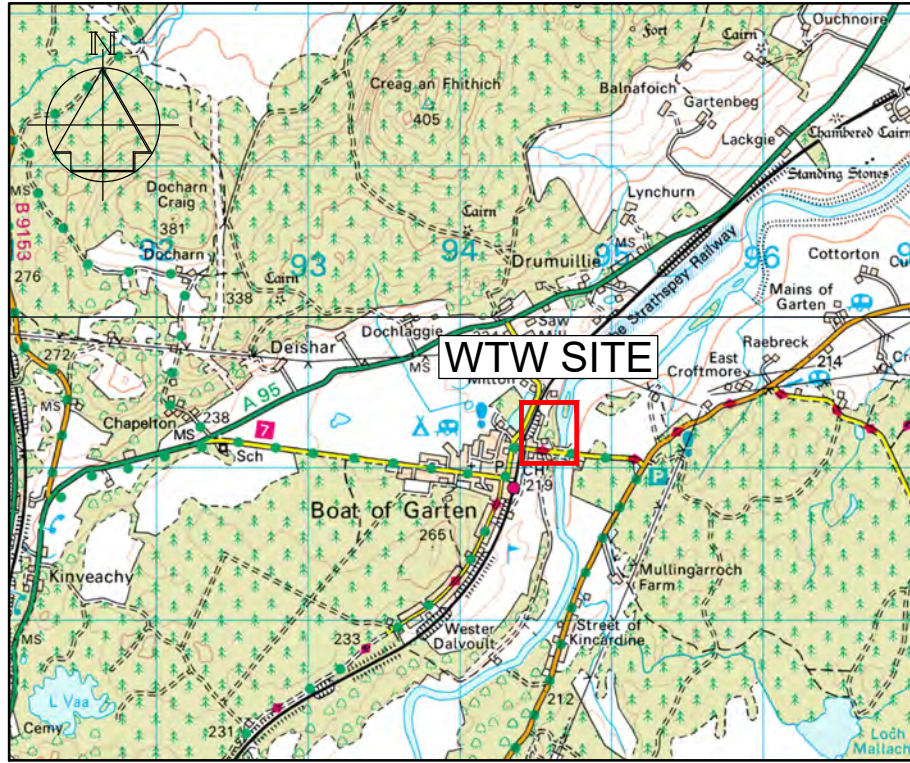 N
Ouchnoire
Fort
Cairn
Creag an Fhithich
405
Balnafoich
Gartenbeg
Lackgie
Chambered Cairn
Standing Stones
MS
B 9153
276
Docharn
Craig
381
Docharn
92
Cairn
93
338
Cairn
94
Lynchurn
MS
95
Drumuillie
The Strathspey Railway
96
Cottorton
Mains of
Garten
Raebreck
214
East
Croftmore
Saw
Dochlaggie
Deishar
MS
WTW SITE
Milton
272
MS
Chapelton
238
A 95
MS
7
Sch
P
CH
219
P
Boat of Garten
265
Kinveachy
Mullingarroch
Farm
Street of
Kincardine
Wester
Dalvoult
233
MS
212
L Vaa
Cemy
231
Loch
Mallach